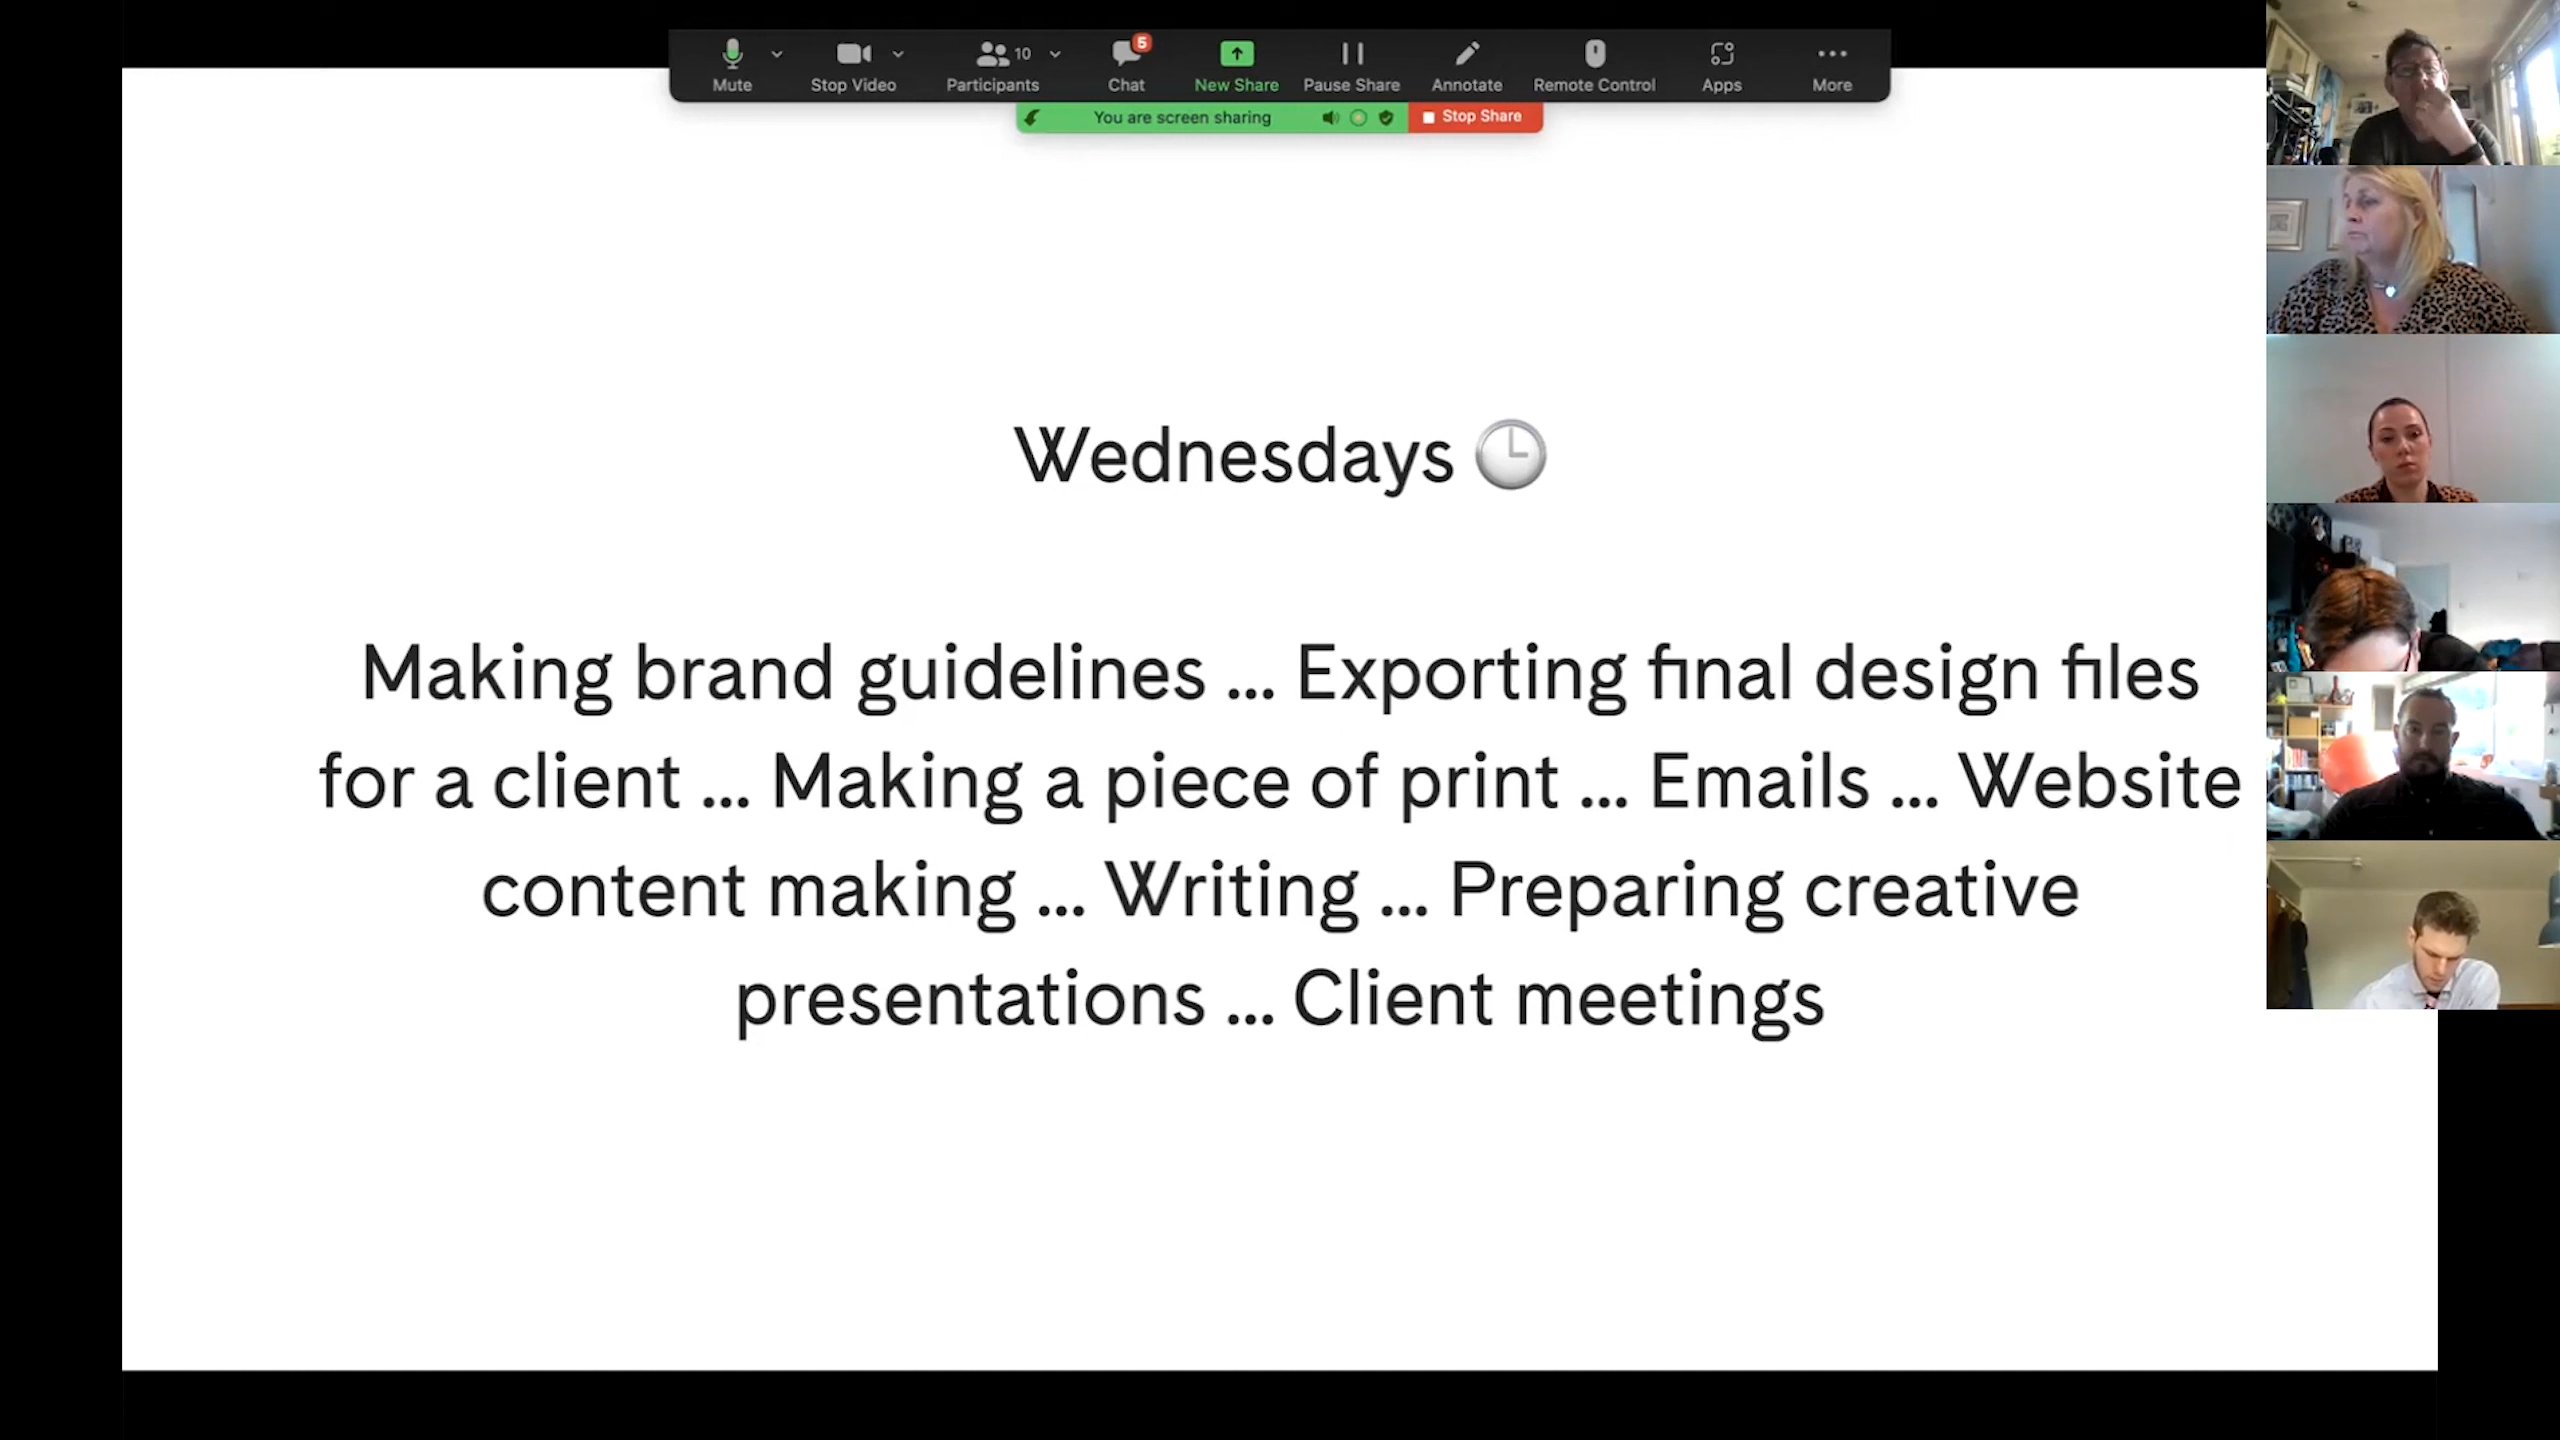 10
5
Mute
Stop Video
Participants
Chat
New Share
Pause Share
Annotate
Remote Control
Apps
More
You are screen sharing
Stop Share
Wednesdays
Making brand guidelines ... Exporting final design files
for a client ... Making a piece of print ... Emails ... Website
content making ... Writing ... Preparing creative
presentations ... Client meetings